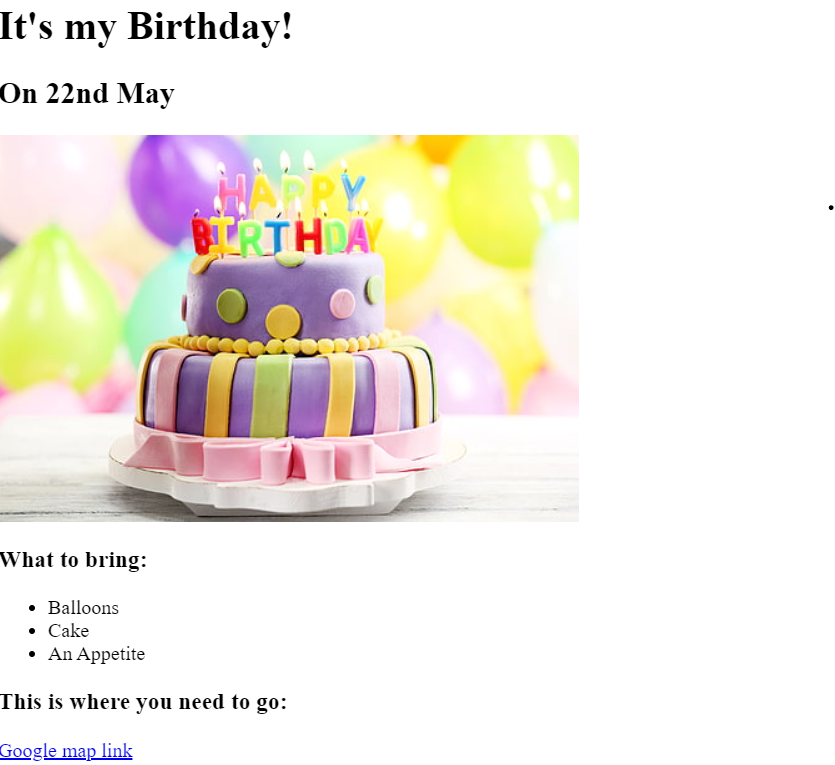 It's my Birthday!
On 22nd May
HAPPY
BIRTHDAY
What to bring:
• Balloons
• Cake
• An Appetite
This is where you need to go:
Google map link